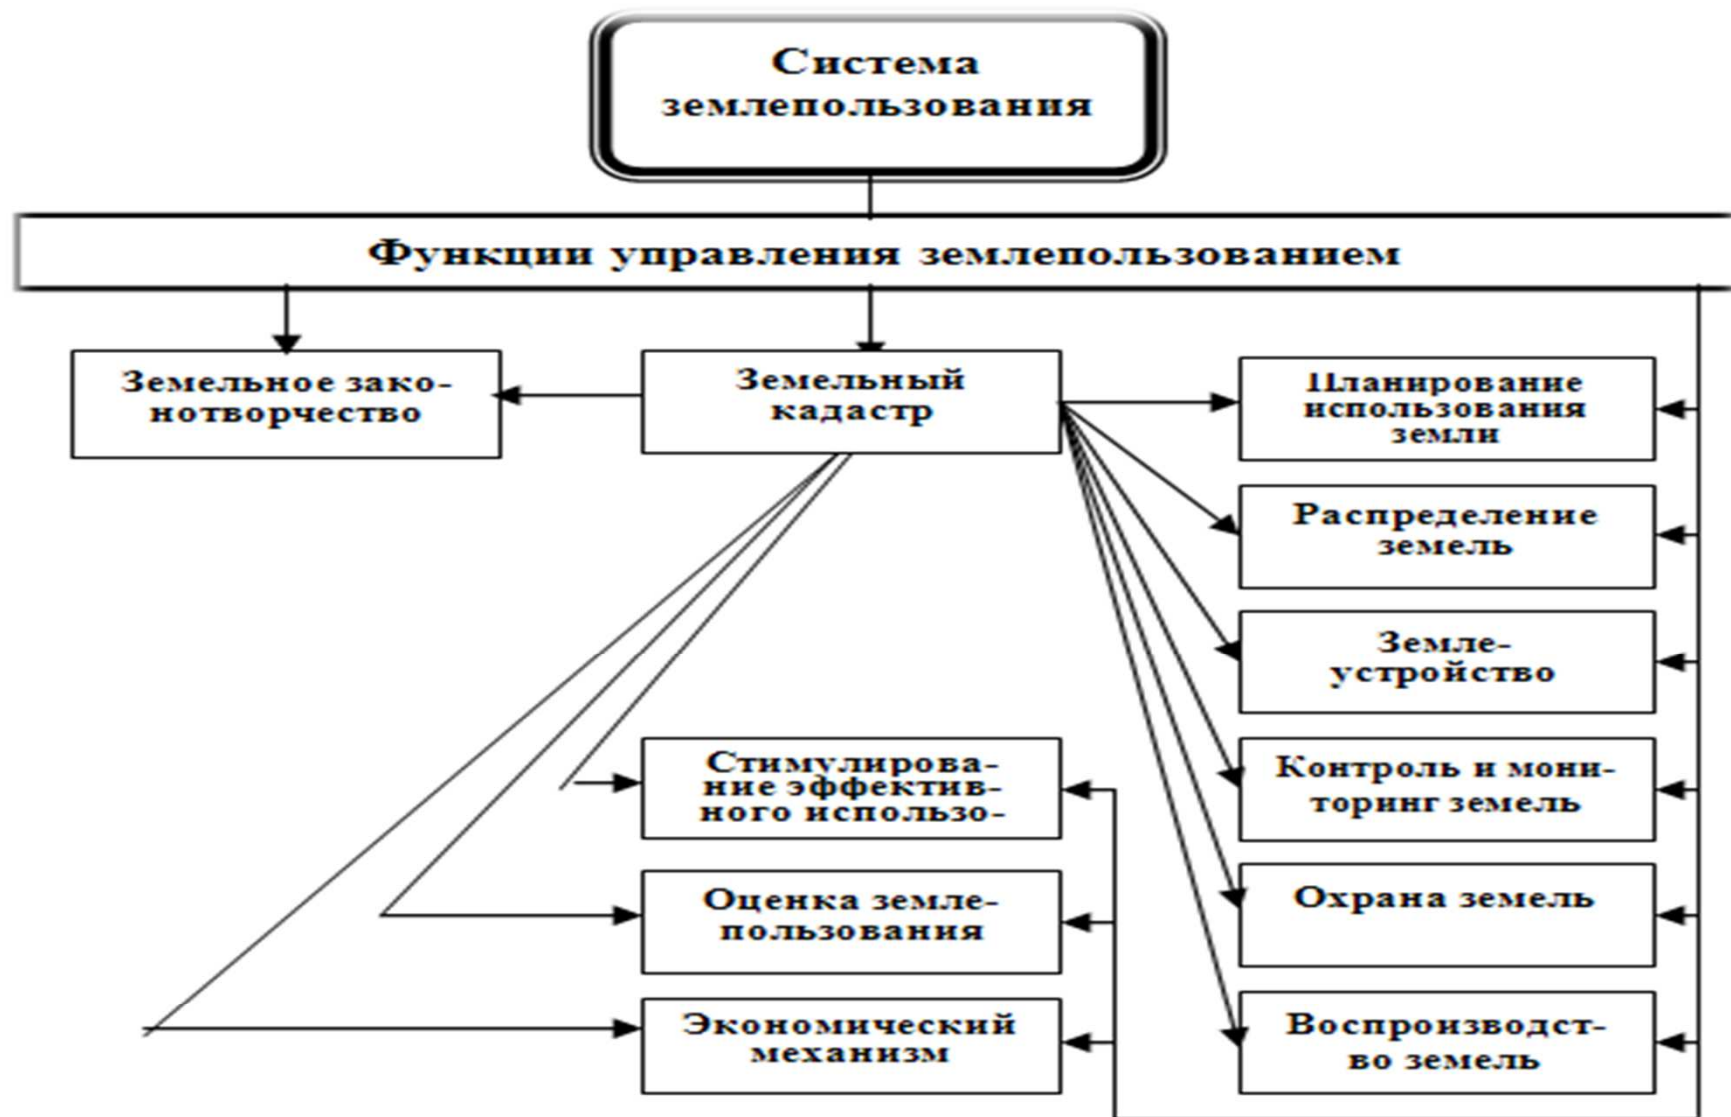 Система
землепользования
Функции управления землепользованием
Земельное зако-
нотворчество
Земельный
кадастр
Планирование
использования
земли
Распределение
земель
Земле-
устройство
Стимулирова-
ние эффектив-
ного использо-
Контроль и мони-
торинг земель
Оценка земле-
пользования
Охрана земель
Экономический
механизм
Воспроизводст-
во земель